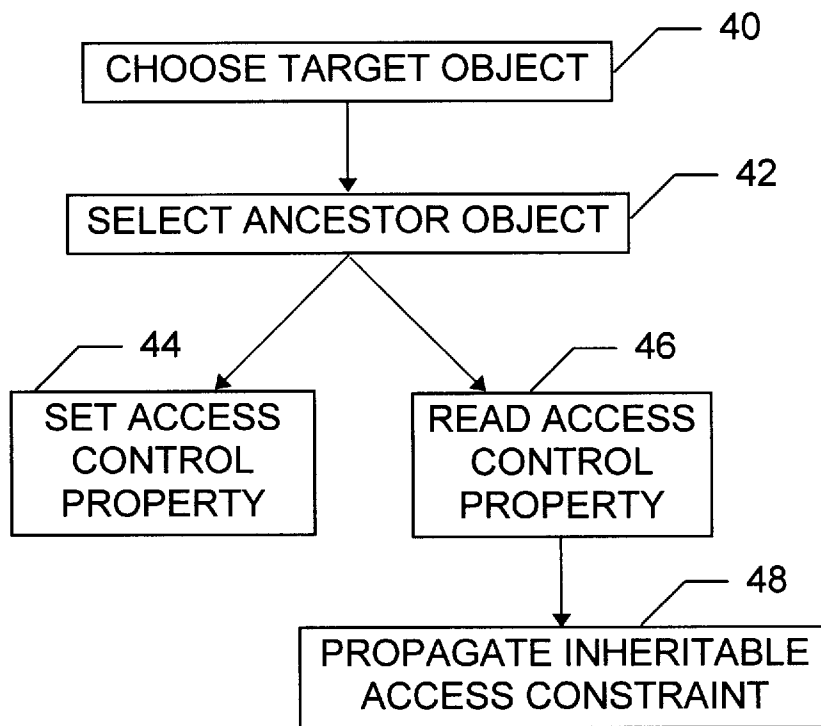 40
CHOOSE TARGET OBJECT
42
SELECT ANCESTOR OBJECT
44
SET ACCESS
CONTROL
PROPERTY
46
READ ACCESS
CONTROL
PROPERTY
48
PROPAGATE INHERITABLE
ACCESS CONSTRAINT